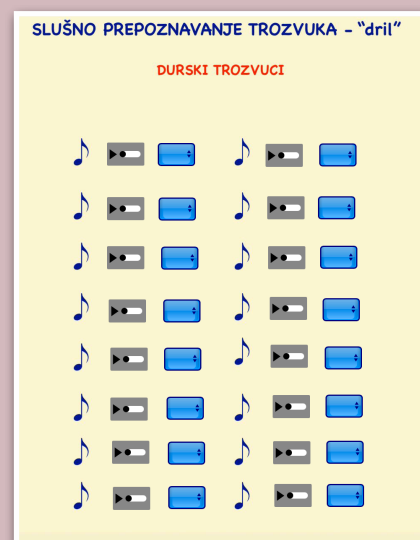 SLUŠNO PREPOZNAVANJE TROZVUKA – “dril”
DURSKI TROZVUCI